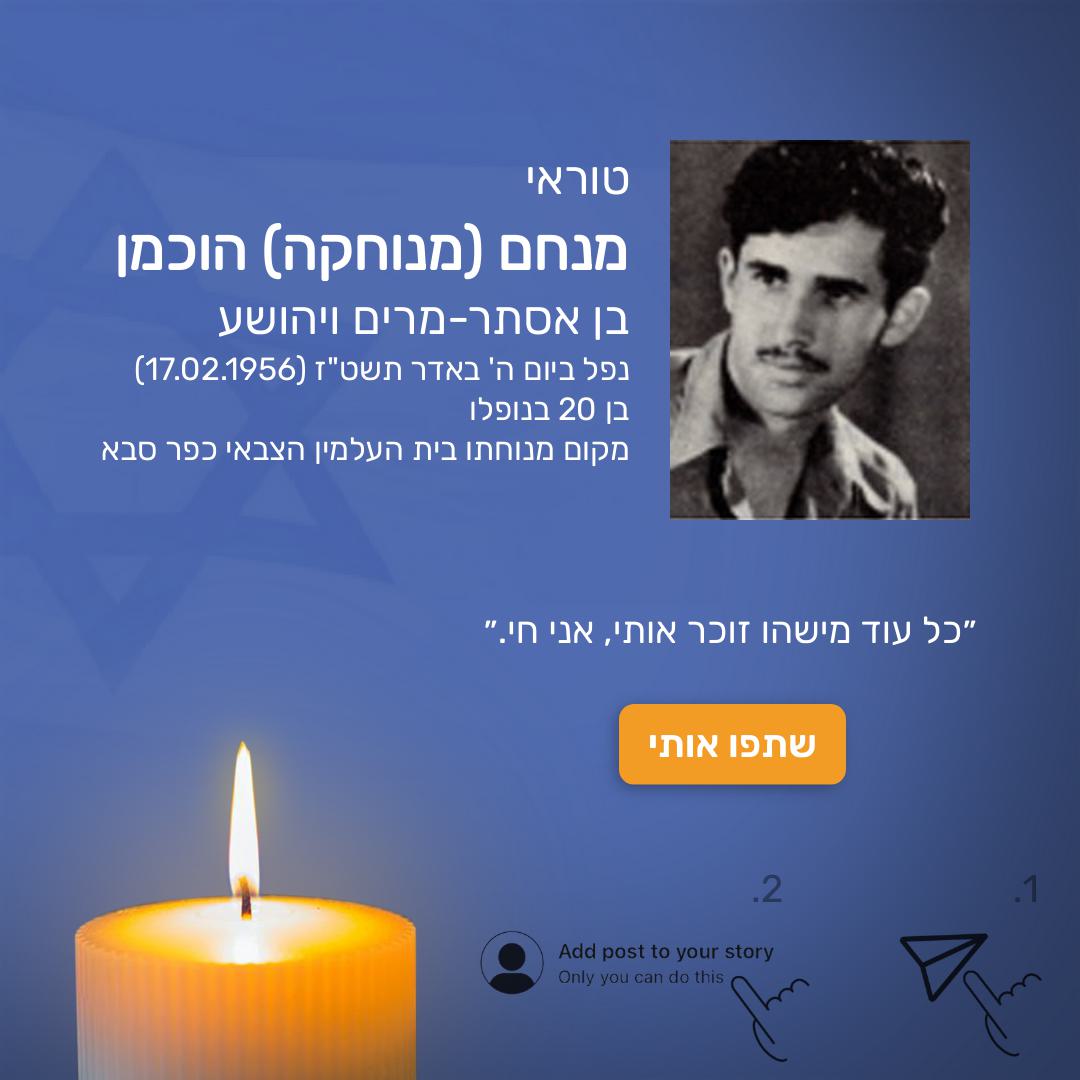 טוראי
מנחם (מנוחקה) הוכמן
בן אסתר-מרים ויהושע
נפל ביום ה' באדר תשט"ז (17.02.1956)
בן 20 בנופלו
מקום מנוחתו בית העלמין הצבאי כפר סבא
״כל עוד מישהו זוכר אותי, אני חי.״
שתפו אותי
1.
2.
Add post to your story
Only you can do this